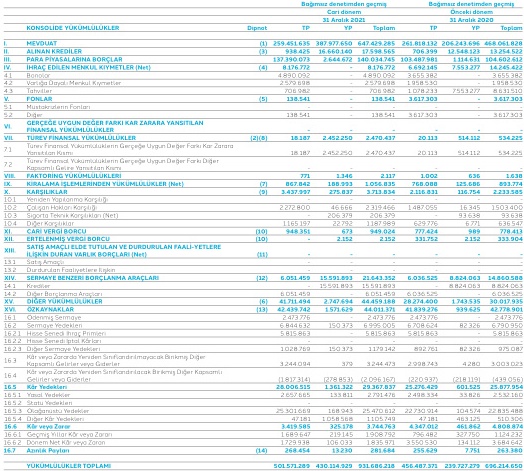 Bağımsız denetimden geçmiş Bağımsız denetimden geçmiş
Cari dönem Önceki dönem
31 Aralık 2021 31 Aralık 2020
KONSOLİDE YÜKÜMLÜLÜKLER Dipnot TP YP Toplam TP YP Toplam
I. MEVDUAT (1) 259.451.635 387.977.650 647.429.285 261.818.132 206.243.696 468.061.828
II. ALINAN KREDİLER (3) 938.425 16.660.140 17.598.565 706.399 12.548.123 13.254.522
III. PARA PİYASALARINA BORÇLAR 137.390.073 2.644.672 140.034.745 103.487.981 1.114.631 104.602.612
IV. İHRAÇ EDİLEN MENKUL KIYMETLER (Net) (4) 8.176.772 - 8.176.772 6.692.145 7.553.277 14.245.422
4.1 Bonolar 4.890.092 - 4.890.092 3.655.382 - 3.655.382
4.2 Varlığa Dayalı Menkul Kıymetler 2.579.698 - 2.579.698 1.958.530 - 1.958.530
4.3 Tahviller 706.982 - 706.982 1.078.233 7.553.277 8.631.510
V. FONLAR (5) 138.541 - 138.541 3.617.303 - 3.617.303
5.1 Müstakrizlerin Fonları - - - - - -
5.2 Diğer 138.541 - 138.541 3.617.303 - 3.617.303
VI. GERÇEĞE UYGUN DEĞER FARKI KAR ZARARA YANSITILAN
FİNANSAL YÜKÜMLÜLÜKLER - - - - - -
VII. TÜREV FİNANSAL YÜKÜMLÜLÜKLER (2)(8) 18.187 2.452.250 2.470.437 20.113 514.112 534.225
7.1 Türev Finansal Yükümlülüklerin Gerçeğe Uygun Değer Farkı Kar Zarara
Yansıtılan Kısmı 18.187 2.452.250 2.470.437 20.113 514.112 534.225
7.2 Türev Finansal Yükümlülüklerin Gerçeğe Uygun Değer Farkı Diğer
Kapsamlı Gelire Yansıtılan Kısmı - - - - - -
VIII. FAKTORİNG YÜKÜMLÜLÜKLERİ 771 1.346 2.117 1.002 636 1.638
IX. KİRALAMA İŞLEMLERİNDEN YÜKÜMLÜLÜKLER (Net) (7) 867.842 188.993 1.056.835 768.088 125.686 893.774
X. KARŞILIKLAR (9) 3.437.997 275.837 3.713.834 2.116.831 116.754 2.233.585
10.1 Yeniden Yapılanma Karşılığı - - - - - -
10.2 Çalışan Hakları Karşılığı 2.272.800 46.666 2.319.466 1.487.055 16.345 1.503.400
10.3 Sigorta Teknik Karşılıkları (Net) - 206.379 206.379 - 93.638 93.638
10.4 Diğer Karşılıklar 1.165.197 22.792 1.187.989 629.776 6.771 636.547
XI. CARİ VERGİ BORCU (10) 948.351 673 949.024 777.424 989 778.413
XII. ERTELENMİŞ VERGİ BORCU (10) - 2.152 2.152 331.752 2.152 333.904
XIII. SATIŞ AMAÇLI ELDE TUTULAN VE DURDURULAN FAALİYETLERE
İLİŞKİN DURAN VARLIK BORÇLARI (Net) (11) - - - - - -
13.1 Satış Amaçlı - - - - - -
13.2 Durdurulan Faaliyetlere İlişkin - - - - - -
XIV. SERMAYE BENZERİ BORÇLANMA ARAÇLARI (12) 6.051.459 15.591.893 21.643.352 6.036.525 8.824.063 14.860.588
14.1 Krediler - 15.591.893 15.591.893 - 8.824.063 8.824.063
14.2 Diğer Borçlanma Araçları 6.051.459 - 6.051.459 6.036.525 - 6.036.525
XV. DİĞER YÜKÜMLÜLÜKLER (6) 41.711.494 2.747.694 44.459.188 28.274.400 1.743.535 30.017.935
XVI. ÖZKAYNAKLAR (13) 42.439.742 1.571.629 44.011.371 41.839.276 939.625 42.778.901
16.1 Ödenmiş Sermaye 2.473.776 - 2.473.776 2.473.776 - 2.473.776
16.2 Sermaye Yedekleri 6.844.632 150.373 6.995.005 6.708.624 82.326 6.790.950
16.2.1 Hisse Senedi İhraç Primleri 5.815.863 - 5.815.863 5.815.863 - 5.815.863
16.2.2 Hisse Senedi İptal Kârları - - - - - -
16.2.3 Diğer Sermaye Yedekleri 1.028.769 150.373 1.179.142 892.761 82.326 975.087
16.3 Kâr veya Zararda Yeniden Sınıflandırılmayacak Birikmiş Diğer
Kapsamlı Gelirler veya Giderler 3.244.094 379 3.244.473 2.998.743 4.280 3.003.023
16.4 Kâr veya Zararda Yeniden Sınıflandırılacak Birikmiş Diğer Kapsamlı
Gelirler veya Giderler (1.817.314) (278.853) (2.096.167) (220.937) (218.119) (439.056)
16.5 Kâr Yedekleri 28.006.515 1.361.322 29.367.837 25.276.429 601.525 25.877.954
16.5.1 Yasal Yedekler 2.657.665 133.811 2.791.476 2.498.334 33.826 2.532.160
16.5.2 Statü Yedekleri - - - - - -
16.5.3 Olağanüstü Yedekler 25.301.669 168.943 25.470.612 22.730.914 104.574 22.835.488
16.5.4 Diğer Kâr Yedekleri 47.181 1.058.568 1.105.749 47.181 463.125 510.306
16.6 Kâr veya Zarar 3.419.585 325.178 3.744.763 4.347.012 461.862 4.808.874
16.6.1 Geçmiş Yıllar Kâr veya Zararı 1.689.647 219.145 1.908.792 796.482 327.750 1.124.232
16.6.2 Dönem Net Kâr veya Zararı 1.729.938 106.033 1.835.971 3.550.530 134.112 3.684.642
16.7 Azınlık Payları (14) 268.454 13.230 281.684 255.629 7.751 263.380
YÜKÜMLÜLÜKLER TOPLAMI 501.571.289 430.114.929 931.686.218 456.487.371 239.727.279 696.214.650